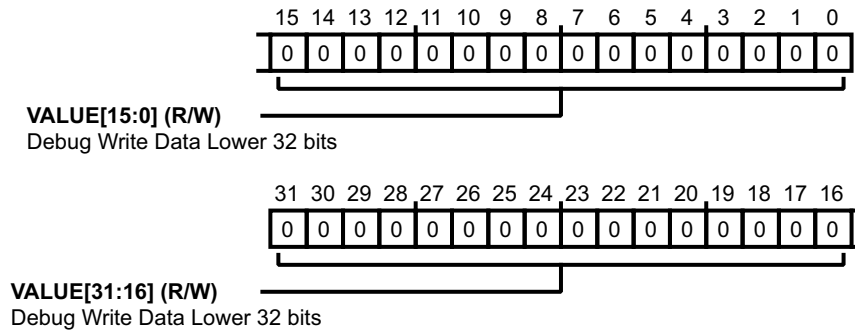 15 14 13 12 11 10 9 8 7 6 5 4 3 2 1 0
0 0 0 0 0 0 0 0 0 0 0 0 0 0 0 0
VALUE[15:0] (R/W)
Debug Write Data Lower 32 bits
31 30 29 28 27 26 25 24 23 22 21 20 19 18 17 16
0 0 0 0 0 0 0 0 0 0 0 0 0 0 0 0
VALUE[31:16] (R/W)
Debug Write Data Lower 32 bits